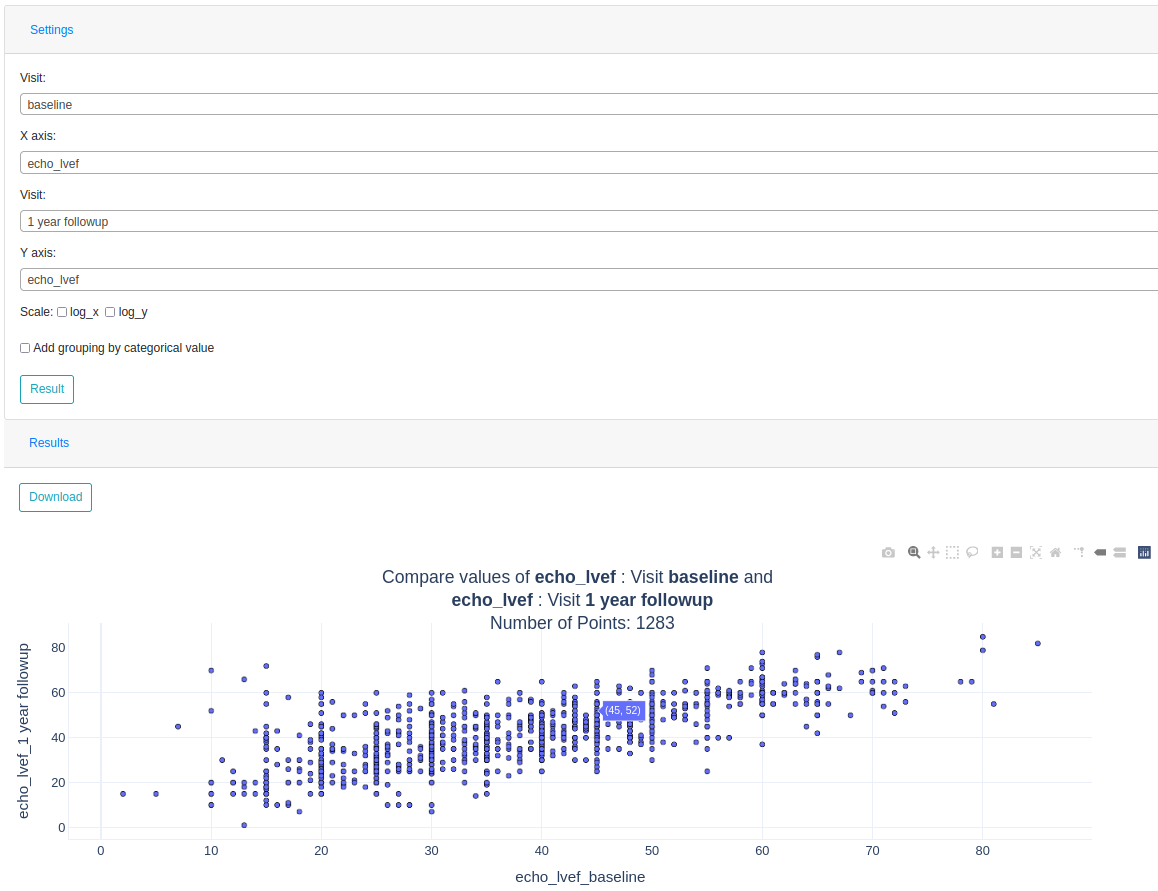 Settings
Visit:
baseline
X axis:
echo_lvef
Visit:
1 year followup
Y axis:
echo_lvef
Scale: log_x log_y
Add grouping by categorical value
Result
Results
Download
Compare values of echo_lvef : Visit baseline and
echo_lvef : Visit 1 year followup
Number of Points: 1283
echo_lvef_1 year followup
80
60
40
20
0
(45, 52)
0 10 20 30 40 50 60 70 80
echo_lvef_baseline